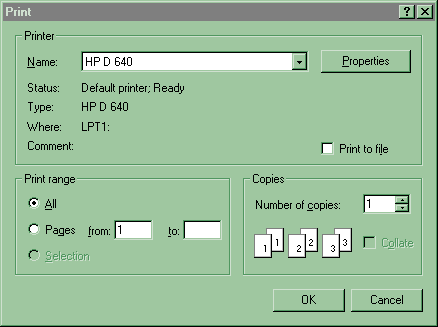 Print ? ×
Printer
Name: HP D 640 Properties
Status: Default printer; Ready
Type: HP D 640
Where: LPT1:
Comment: Print to file
Print range
All
Pages from: 1 to:
Selection
Copies
Number of copies: 1
1 1 2 2 3 3 Collate
OK Cancel